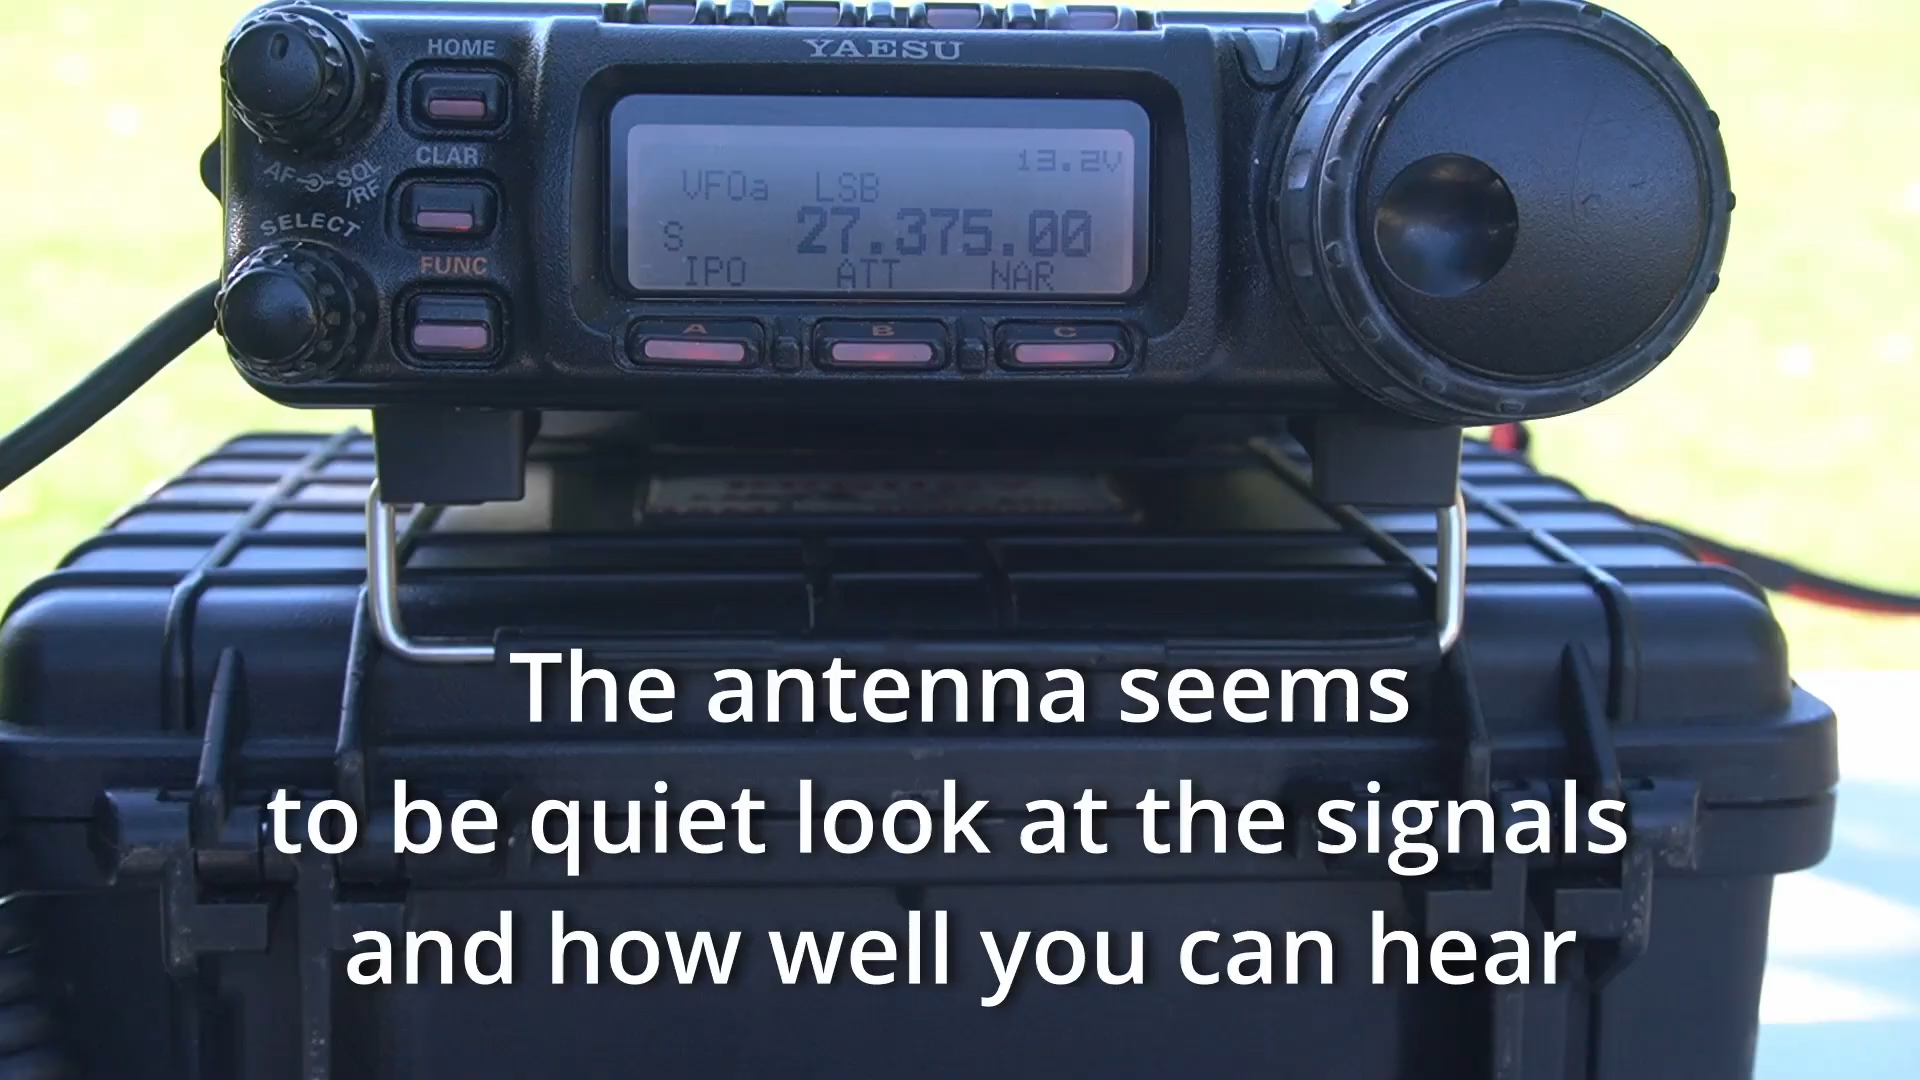 YAESU
HOME
CLAR
AF SQL
/RF
SELECT
FUNC
13.2V
VFOa LSB
27.375.00
S
IPO ATT NAR
A B C
The antenna seems
to be quiet look at the signals
and how well you can hear